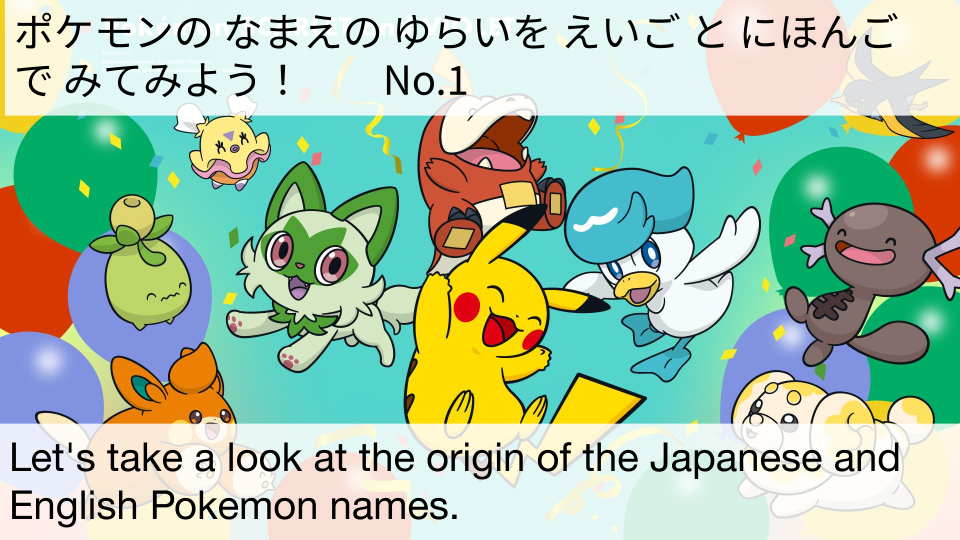 ポケモンの なまえの ゆらいを えいご と にほんご
で みてみよう！ No.1
Let's take a look at the origin of the Japanese and
English Pokemon names.